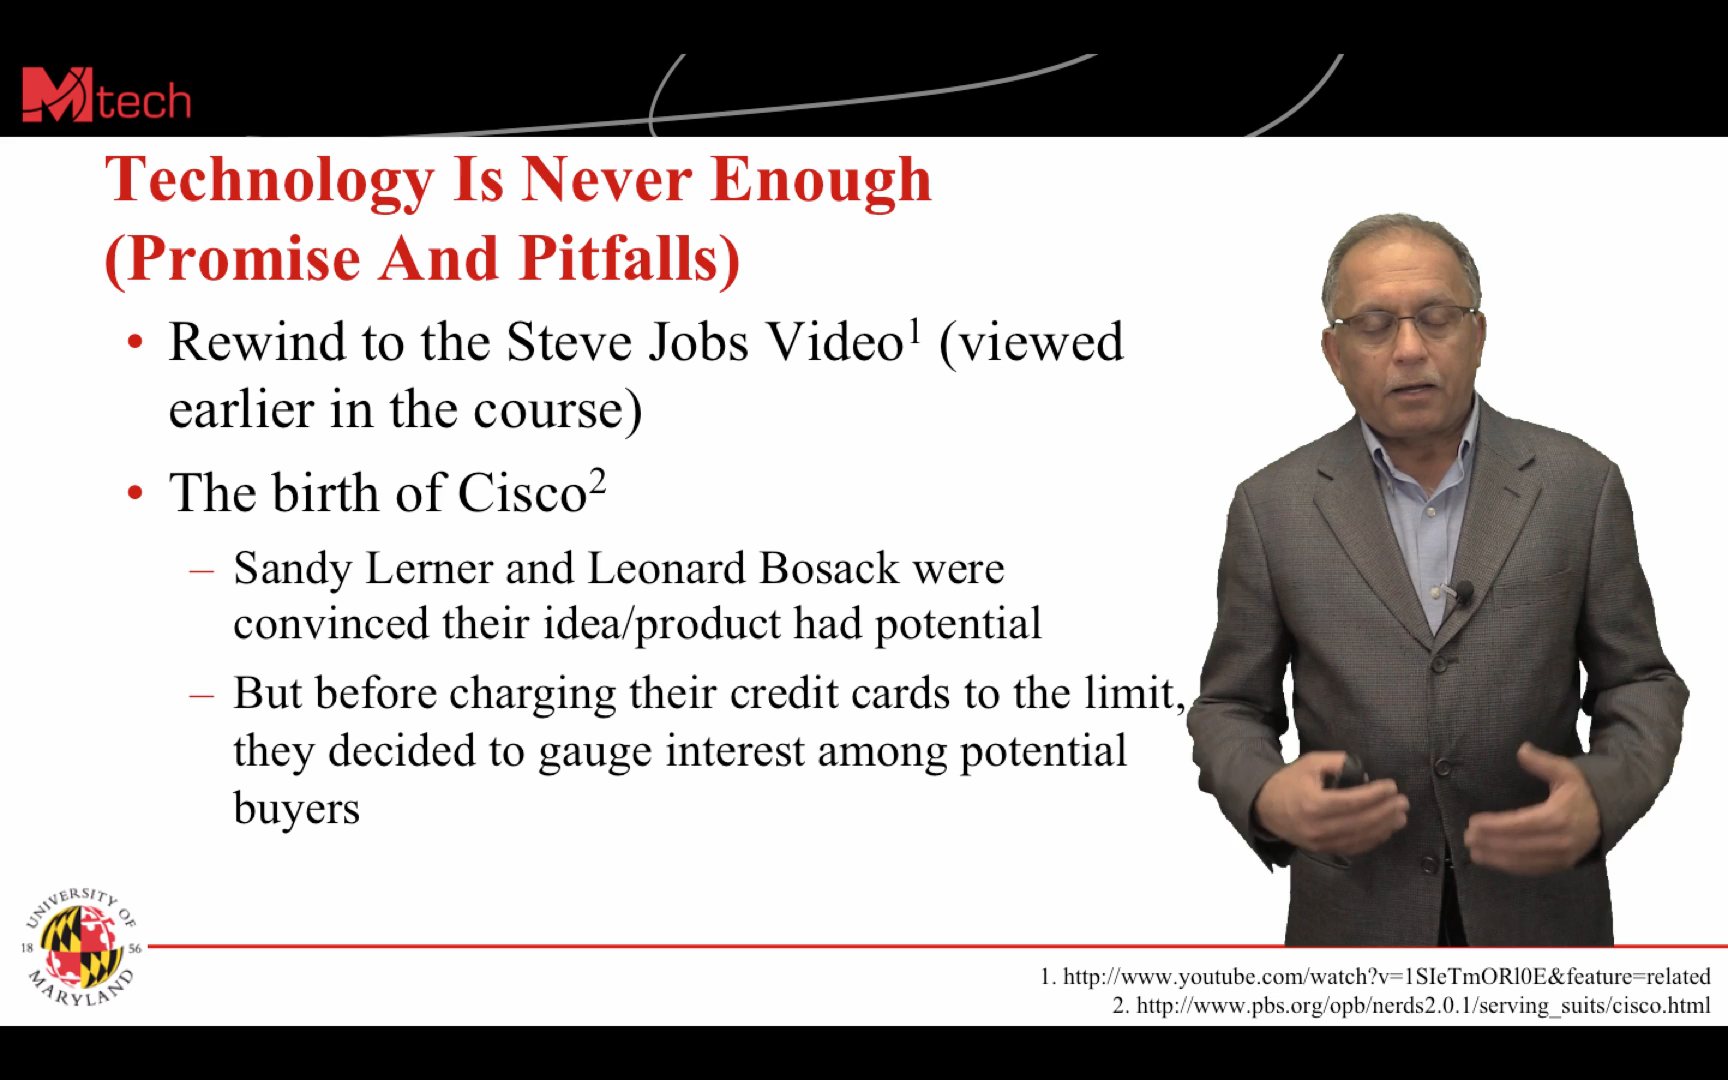 Mtech
Technology Is Never Enough
(Promise And Pitfalls)
• Rewind to the Steve Jobs Video¹ (viewed
earlier in the course)
• The birth of Cisco²
– Sandy Lerner and Leonard Bosack were
convinced their idea/product had potential
– But before charging their credit cards to the limit,
they decided to gauge interest among potential
buyers
UNIVERSITY OF
18 56
MARYLAND
1. http://www.youtube.com/watch?v=1SIeTmORl0E&feature=related
2. http://www.pbs.org/opb/nerds2.0.1/serving_suits/cisco.html